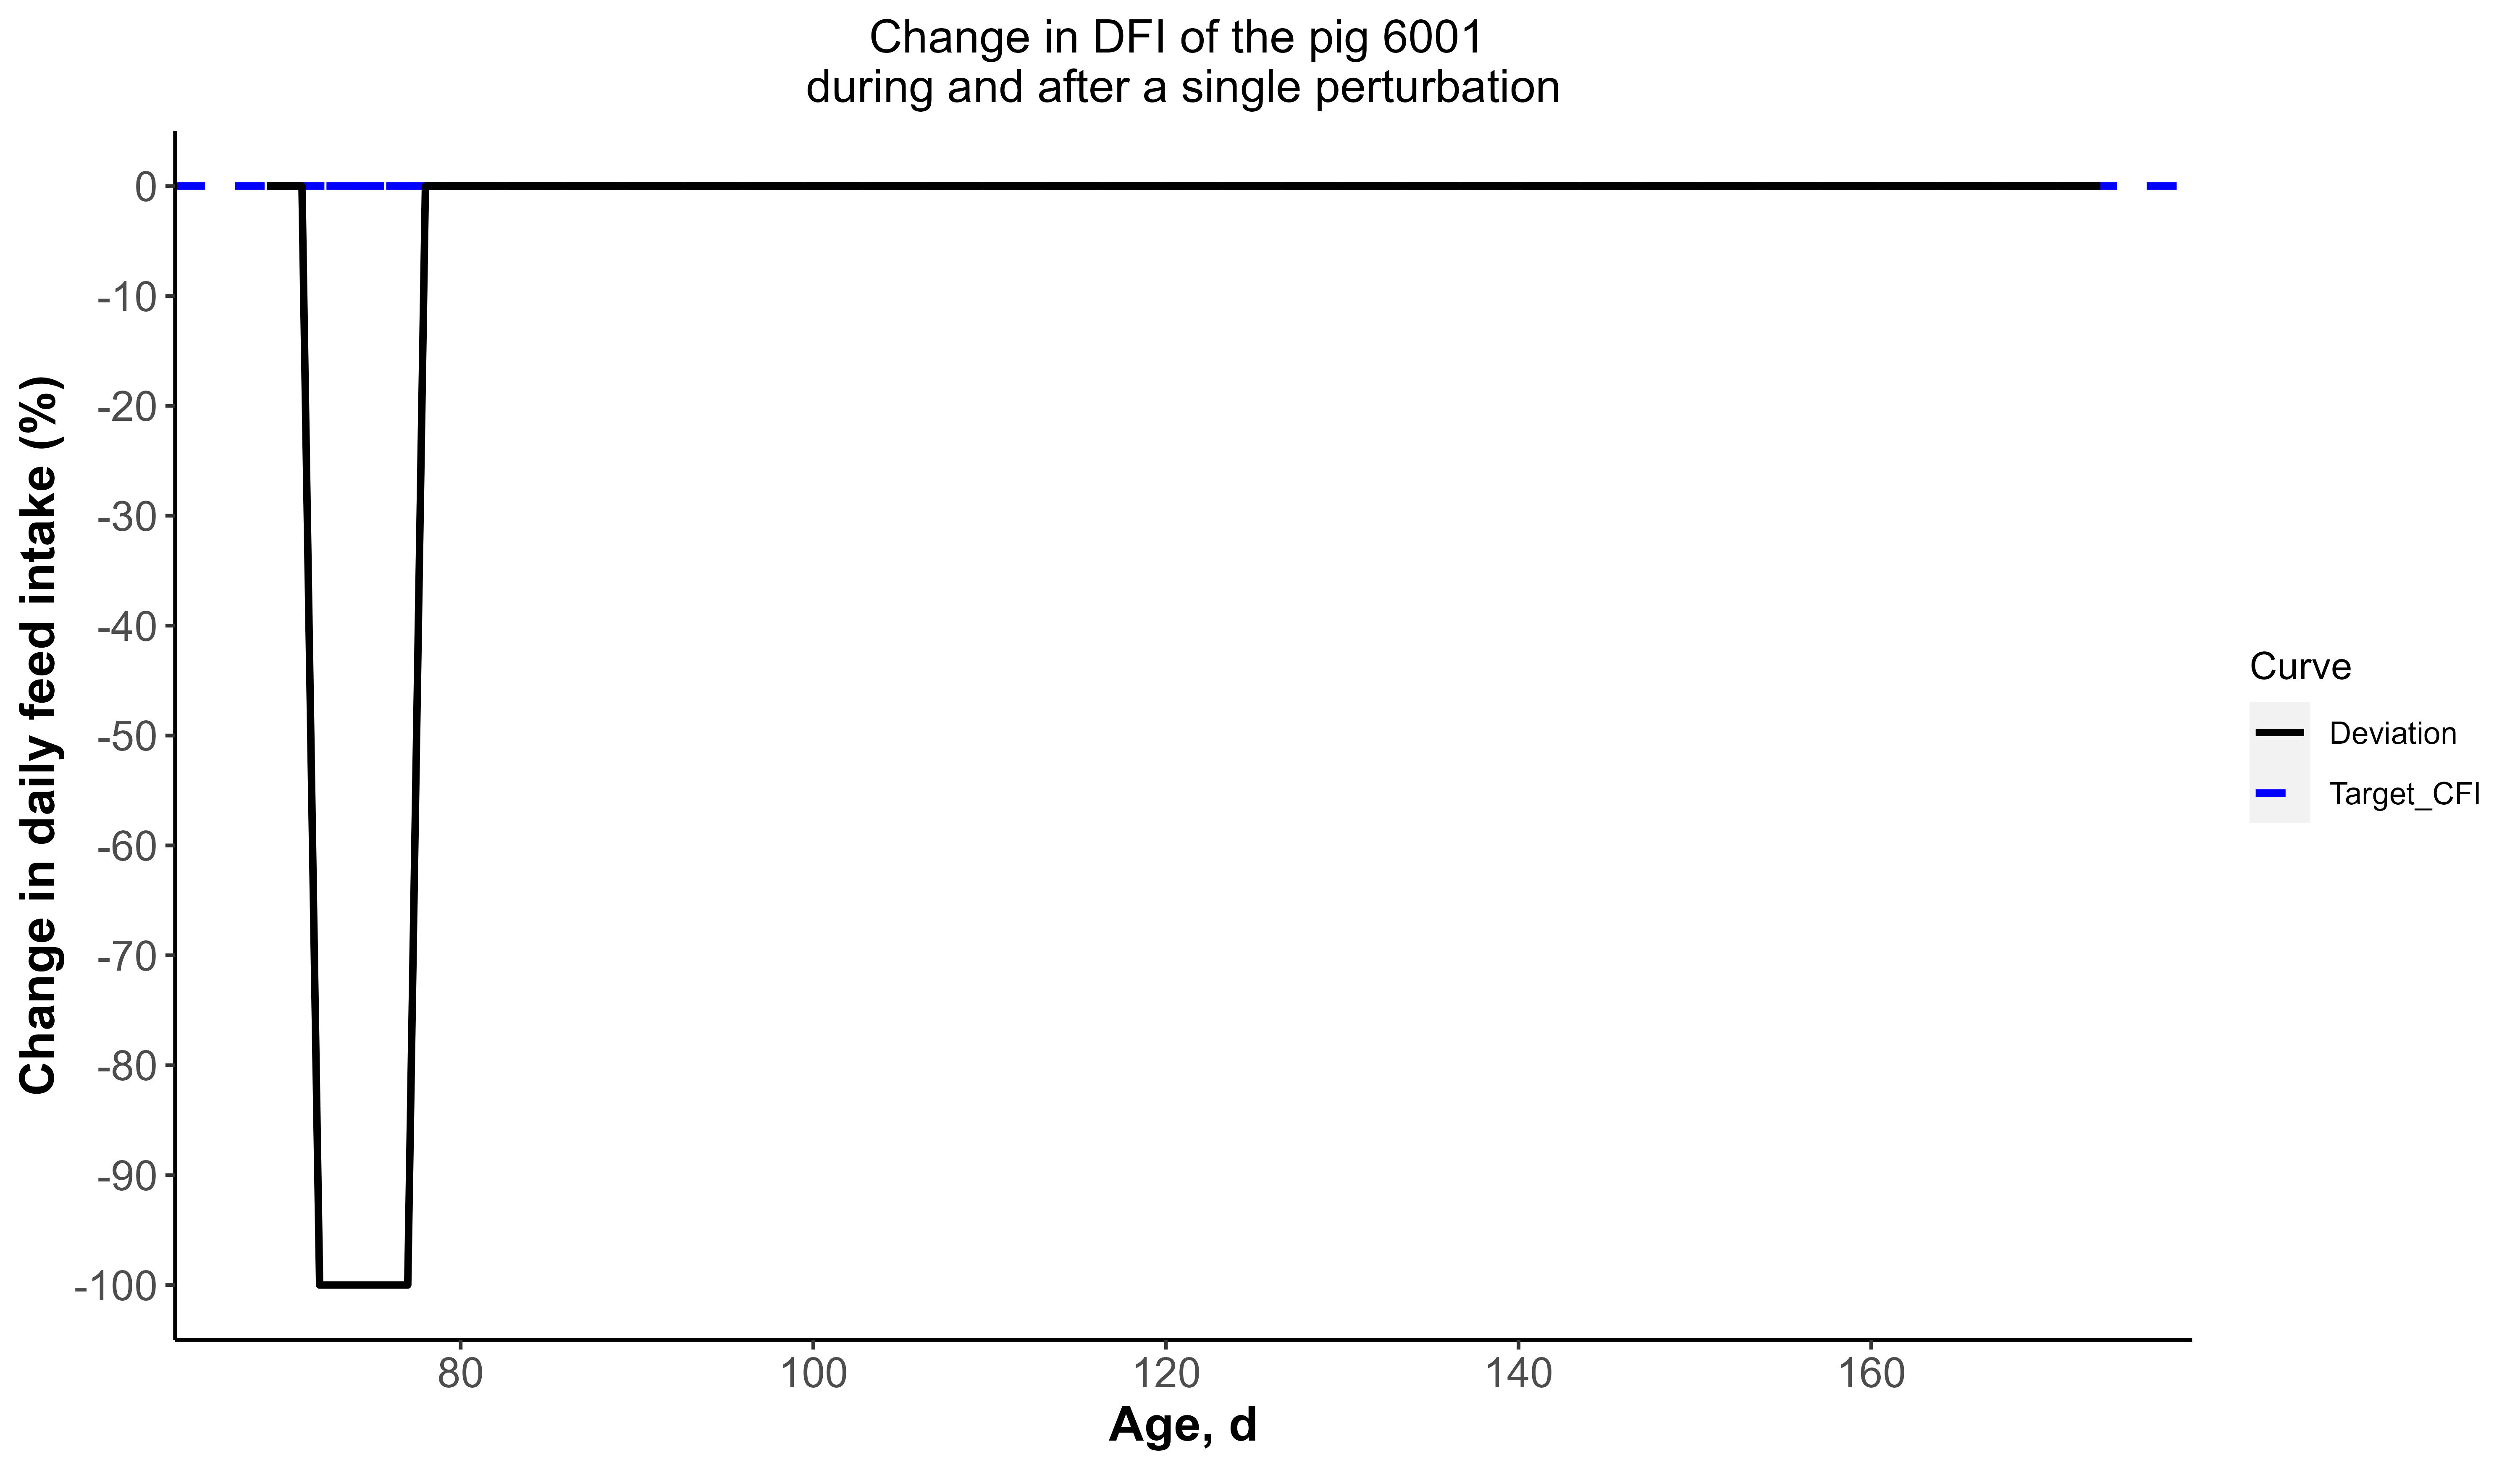 Change in DFI of the pig 6001
during and after a single perturbation
Change in daily feed intake (%)
0
-10
-20
-30
-40
-50
-60
-70
-80
-90
-100
80
100
120
140
160
Age, d
Curve
Deviation
Target_CFI